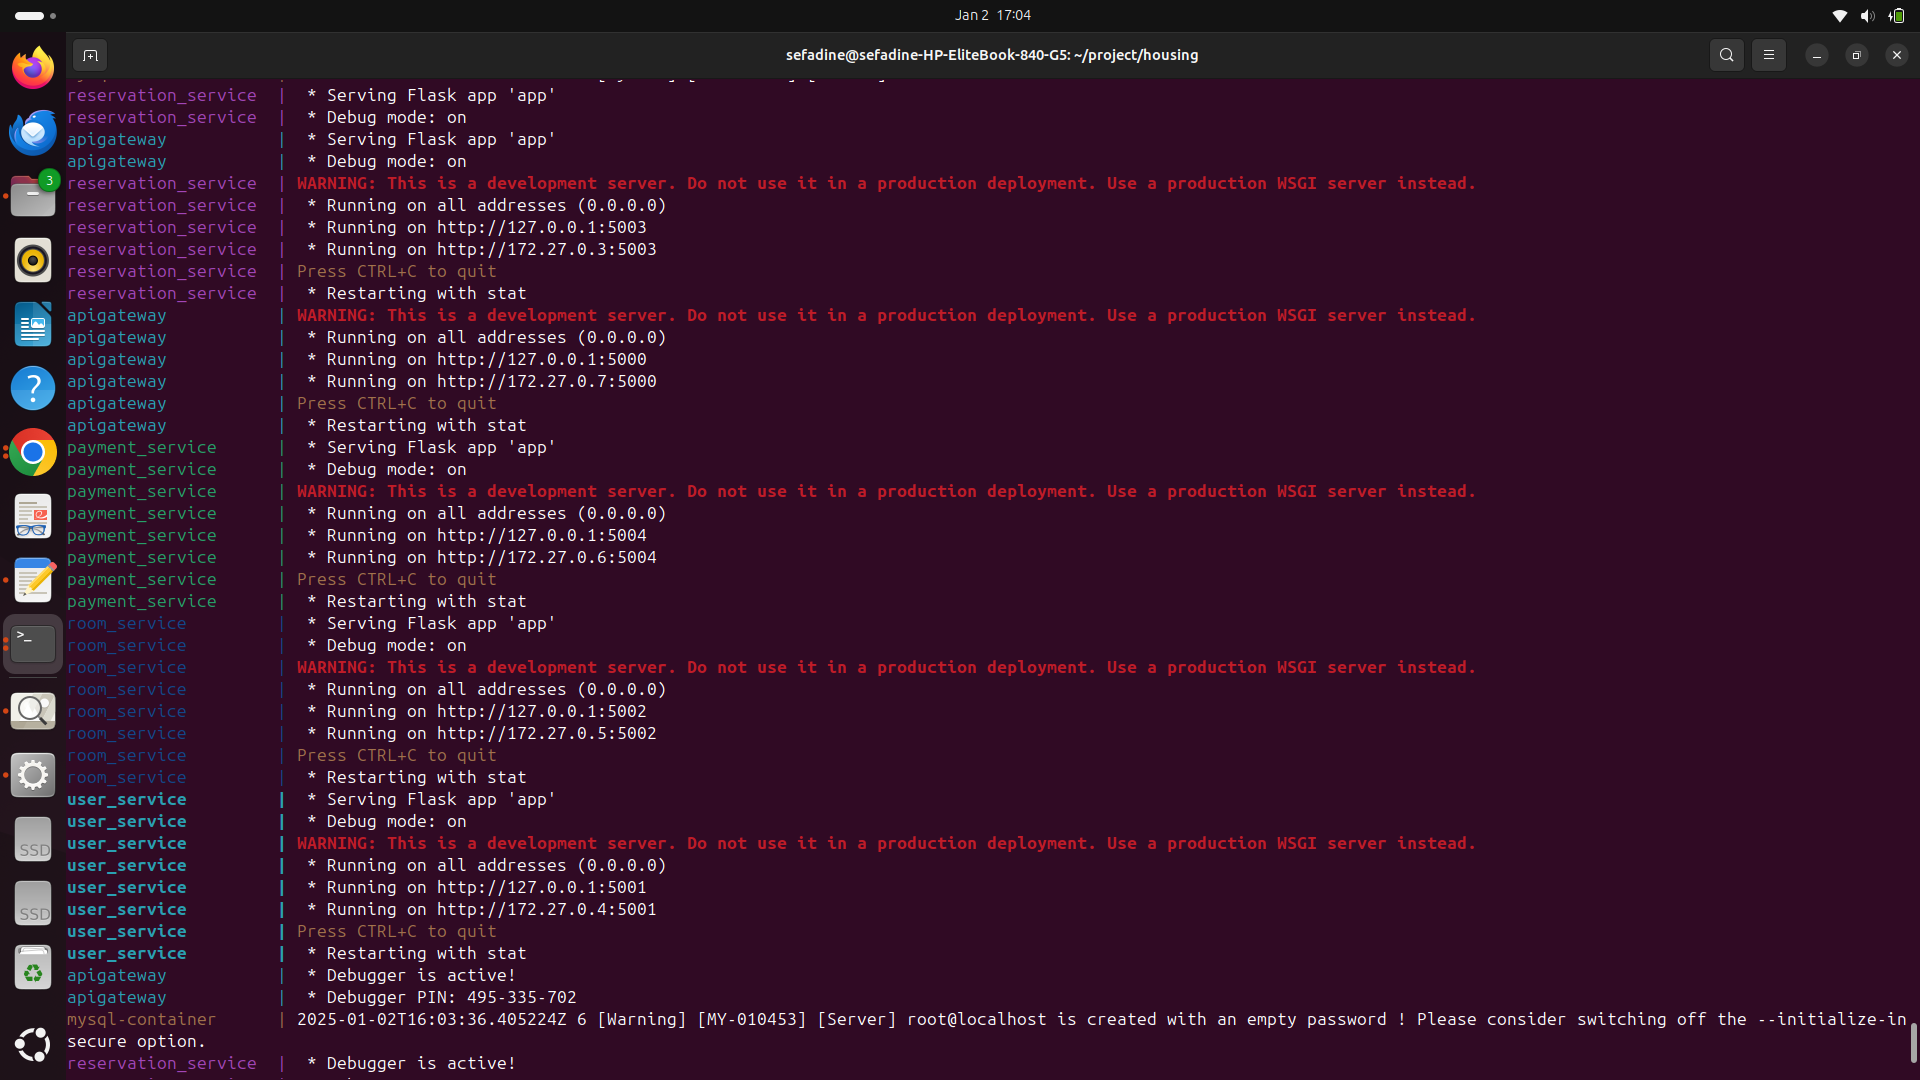 Jan 2 17:04
sefadine@sefadine-HP-EliteBook-840-G5: ~/project/housing
reservation_service | * Serving Flask app 'app'
reservation_service | * Debug mode: on
apigateway | * Serving Flask app 'app'
apigateway | * Debug mode: on
reservation_service | WARNING: This is a development server. Do not use it in a production deployment. Use a production WSGI server instead.
reservation_service | * Running on all addresses (0.0.0.0)
reservation_service | * Running on http://127.0.0.1:5003
reservation_service | * Running on http://172.27.0.3:5003
reservation_service | Press CTRL+C to quit
reservation_service | * Restarting with stat
apigateway | WARNING: This is a development server. Do not use it in a production deployment. Use a production WSGI server instead.
apigateway | * Running on all addresses (0.0.0.0)
apigateway | * Running on http://127.0.0.1:5000
apigateway | * Running on http://172.27.0.7:5000
apigateway | Press CTRL+C to quit
apigateway | * Restarting with stat
payment_service | * Serving Flask app 'app'
payment_service | * Debug mode: on
payment_service | WARNING: This is a development server. Do not use it in a production deployment. Use a production WSGI server instead.
payment_service | * Running on all addresses (0.0.0.0)
payment_service | * Running on http://127.0.0.1:5004
payment_service | * Running on http://172.27.0.6:5004
payment_service | Press CTRL+C to quit
payment_service | * Restarting with stat
room_service | * Serving Flask app 'app'
room_service | * Debug mode: on
room_service | WARNING: This is a development server. Do not use it in a production deployment. Use a production WSGI server instead.
room_service | * Running on all addresses (0.0.0.0)
room_service | * Running on http://127.0.0.1:5002
room_service | * Running on http://172.27.0.5:5002
room_service | Press CTRL+C to quit
room_service | * Restarting with stat
user_service | * Serving Flask app 'app'
user_service | * Debug mode: on
user_service | WARNING: This is a development server. Do not use it in a production deployment. Use a production WSGI server instead.
user_service | * Running on all addresses (0.0.0.0)
user_service | * Running on http://127.0.0.1:5001
user_service | * Running on http://172.27.0.4:5001
user_service | Press CTRL+C to quit
user_service | * Restarting with stat
apigateway | * Debugger is active!
apigateway | * Debugger PIN: 495-335-702
mysql-container | 2025-01-02T16:03:36.405224Z 6 [Warning] [MY-010453] [Server] root@localhost is created with an empty password ! Please consider switching off the --initialize-in
secure option.
reservation_service | * Debugger is active!
3
SSD
SSD